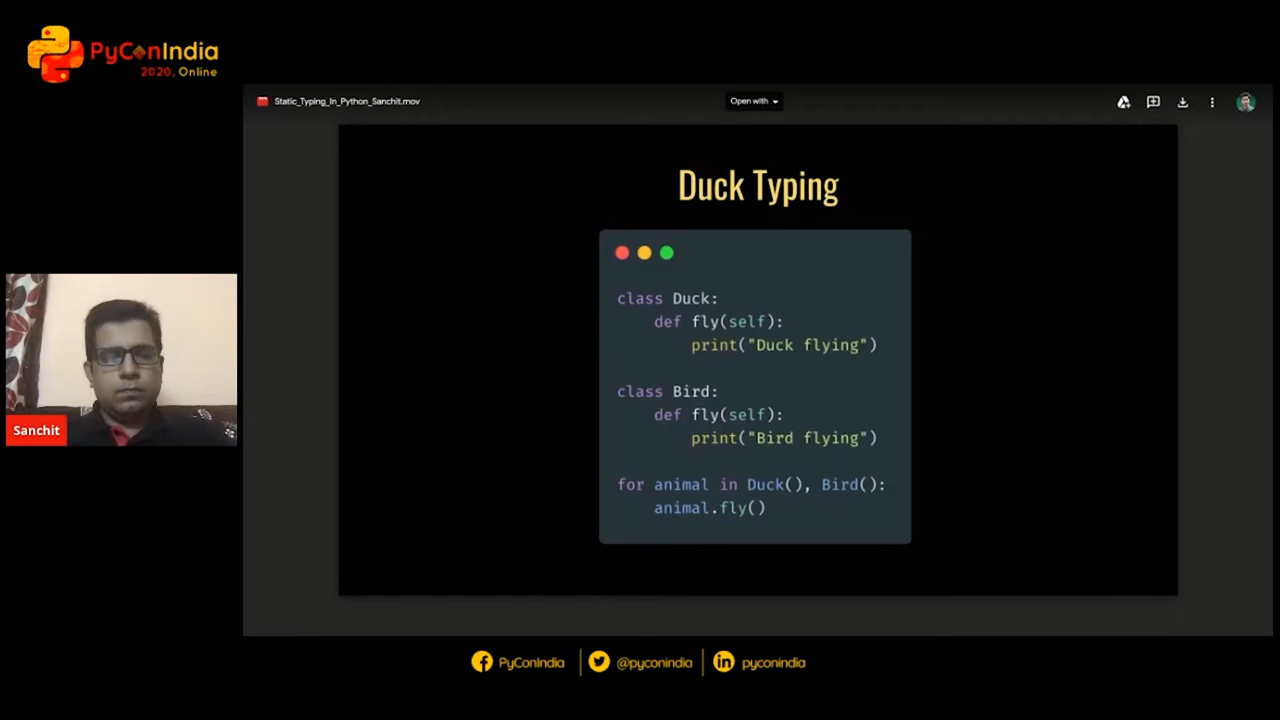 PyConIndia
2020, Online
Static_Typing_In_Python_Sanchit.mov
Open with
Duck Typing
class Duck:
    def fly(self):
        print("Duck flying")
class Bird:
    def fly(self):
        print("Bird flying")
for animal in Duck(), Bird():
    animal.fly()
Sanchit
PyConIndia
@pyconindia
pyconindia